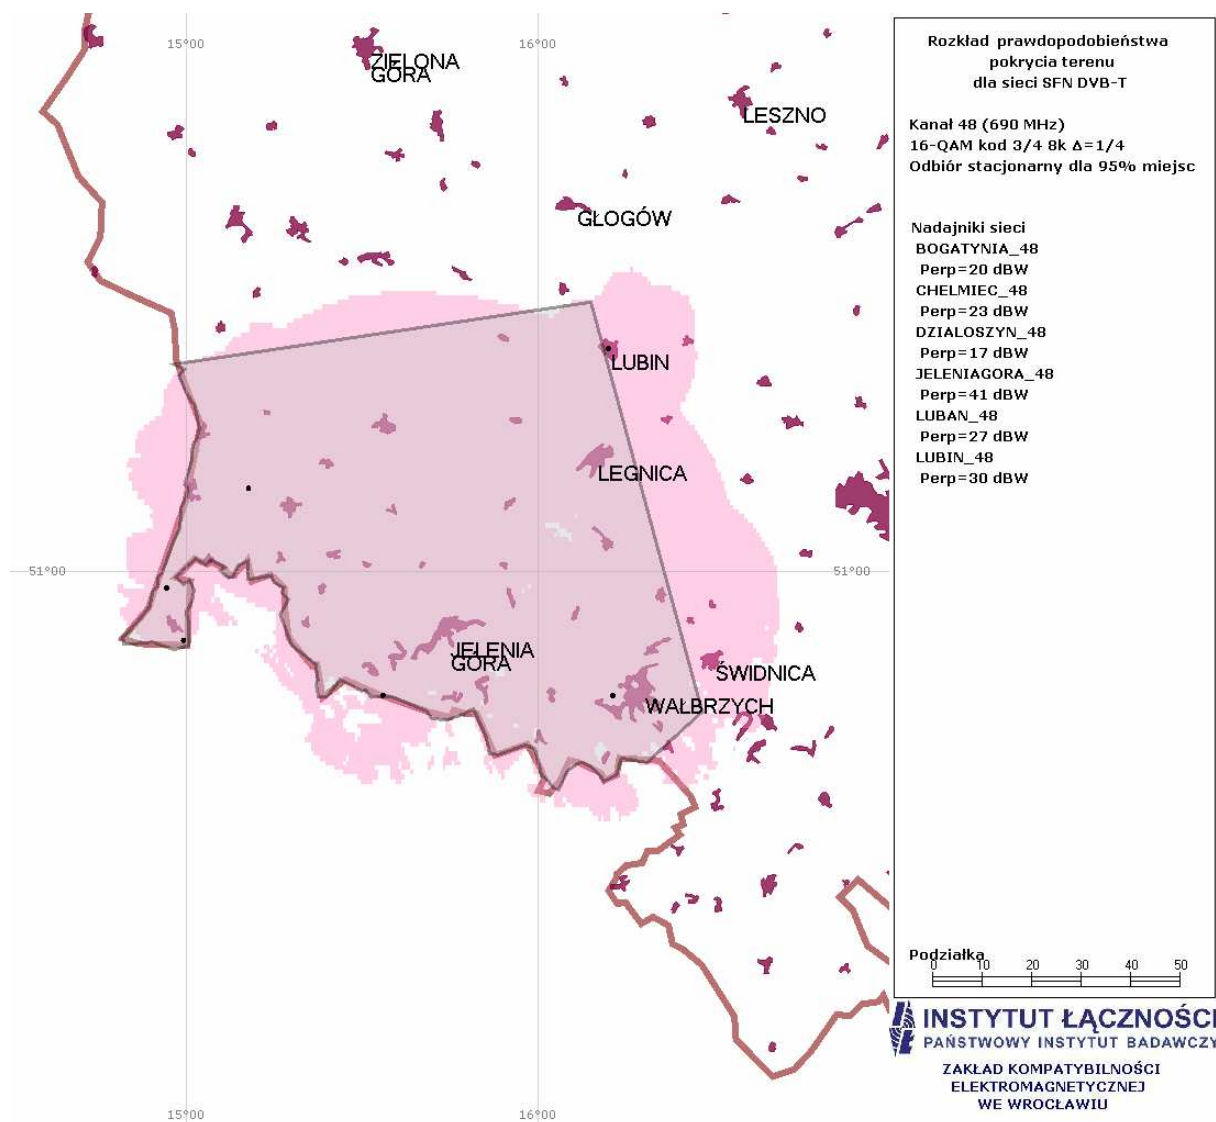 15°00
16°00
ZIELONA
GÓRA
LESZNO
GŁOGÓW
LUBIN
LEGNICA
51°00
51°00
JELENIA
GÓRA
ŚWIDNICA
WAŁBRZYCH
15°00
16°00
Rozkład prawdopodobieństwa
pokrycia terenu
dla sieci SFN DVB-T
Kanał 48 (690 MHz)
16-QAM kod 3/4 8k Δ=1/4
Odbiór stacjonarny dla 95% miejsc
Nadajniki sieci
BOGATYNIA_48
Perp=20 dBW
CHELMIEC_48
Perp=23 dBW
DZIALOSZYN_48
Perp=17 dBW
JELENIAGORA_48
Perp=41 dBW
LUBAN_48
Perp=27 dBW
LUBIN_48
Perp=30 dBW
Podziałka
0 10 20 30 40 50
INSTYTUT ŁĄCZNOŚCI
PAŃSTWOWY INSTYTUT BADAWCZY
ZAKŁAD KOMPATYBILNOŚCI
ELEKTROMAGNETYCZNEJ
WE WROCŁAWIU